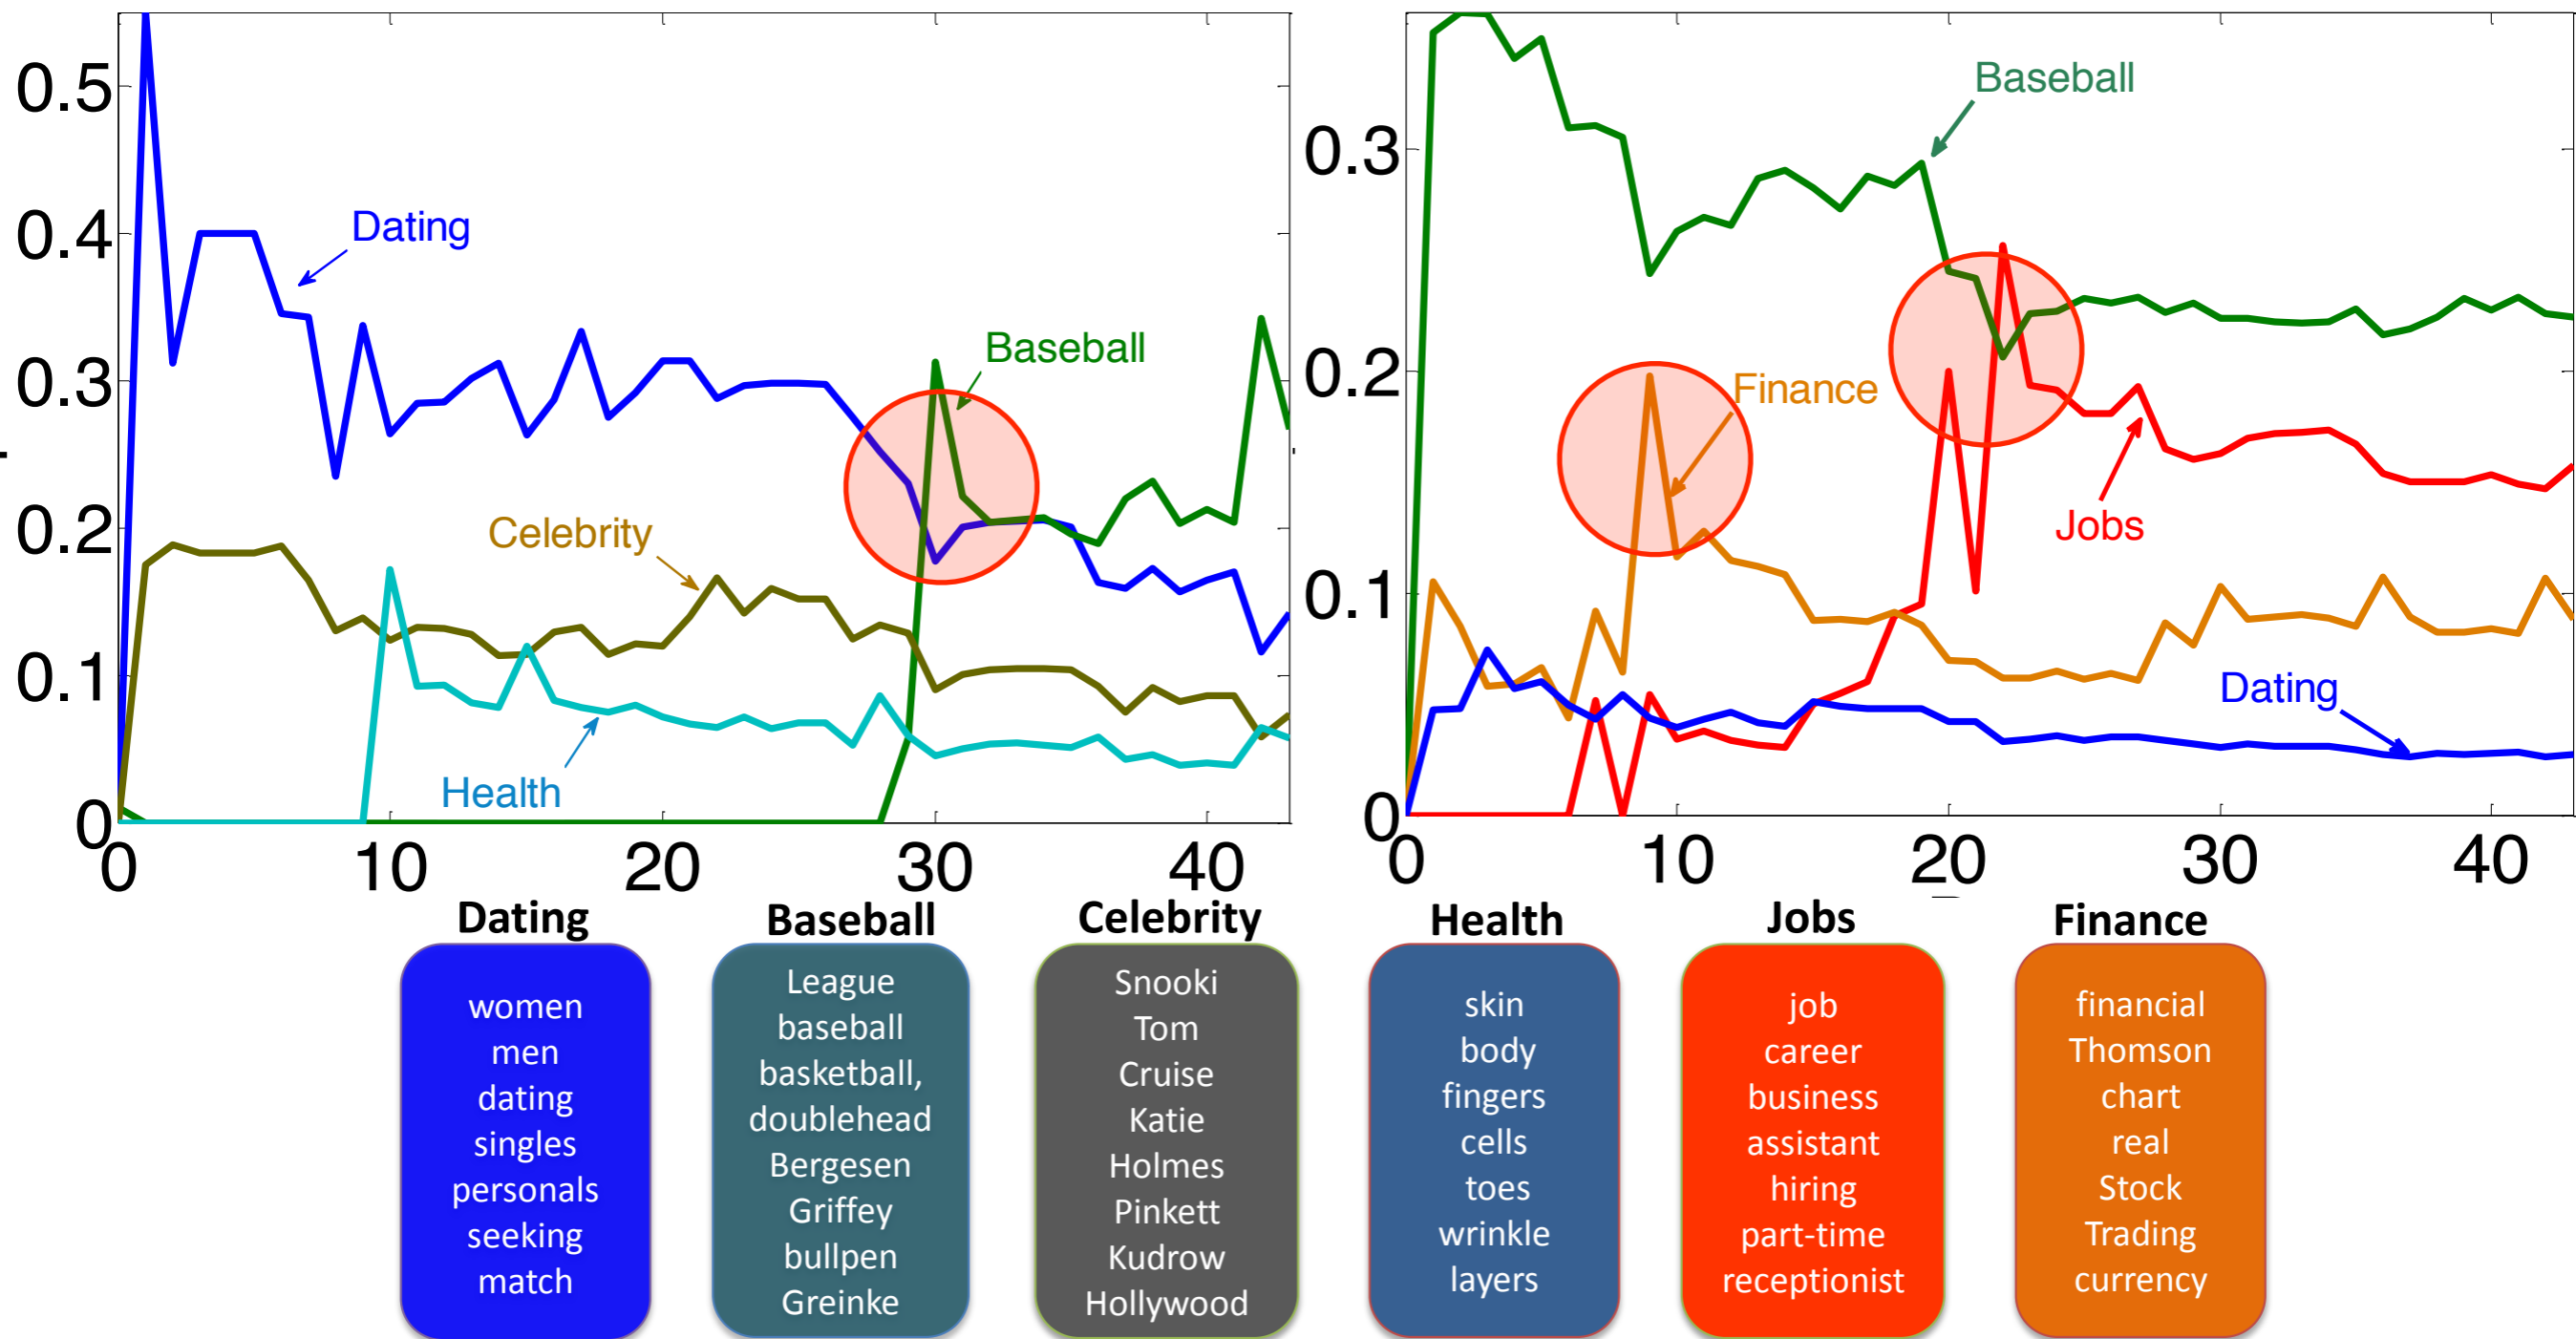 0.5
0.4
0.3
0.2
0.1
0
Dating
Baseball
Celebrity
Health
0 10 20 30 40
0.3
0.2
0.1
0
Baseball
Finance
Jobs
Dating
0 10 20 30 40
Dating
women
men
dating
singles
personals
seeking
match
Baseball
League
baseball
basketball,
doublehead
Bergesen
Griffey
bullpen
Greinke
Celebrity
Snooki
Tom
Cruise
Katie
Holmes
Pinkett
Kudrow
Hollywood
Health
skin
body
fingers
cells
toes
wrinkle
layers
Jobs
job
career
business
assistant
hiring
part-time
receptionist
Finance
financial
Thomson
chart
real
Stock
Trading
currency